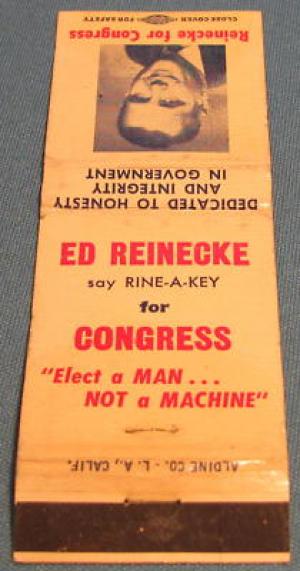 CLOSE COVER FOR SAFETY
Reinecke for Congress
DEDICATED TO HONESTY
AND INTEGRITY
IN GOVERNMENT
ED REINECKE
say RINE-A-KEY
for
CONGRESS
"Elect a MAN...
NOT a MACHINE"
ALDINE CO. - L. A., CALIF.